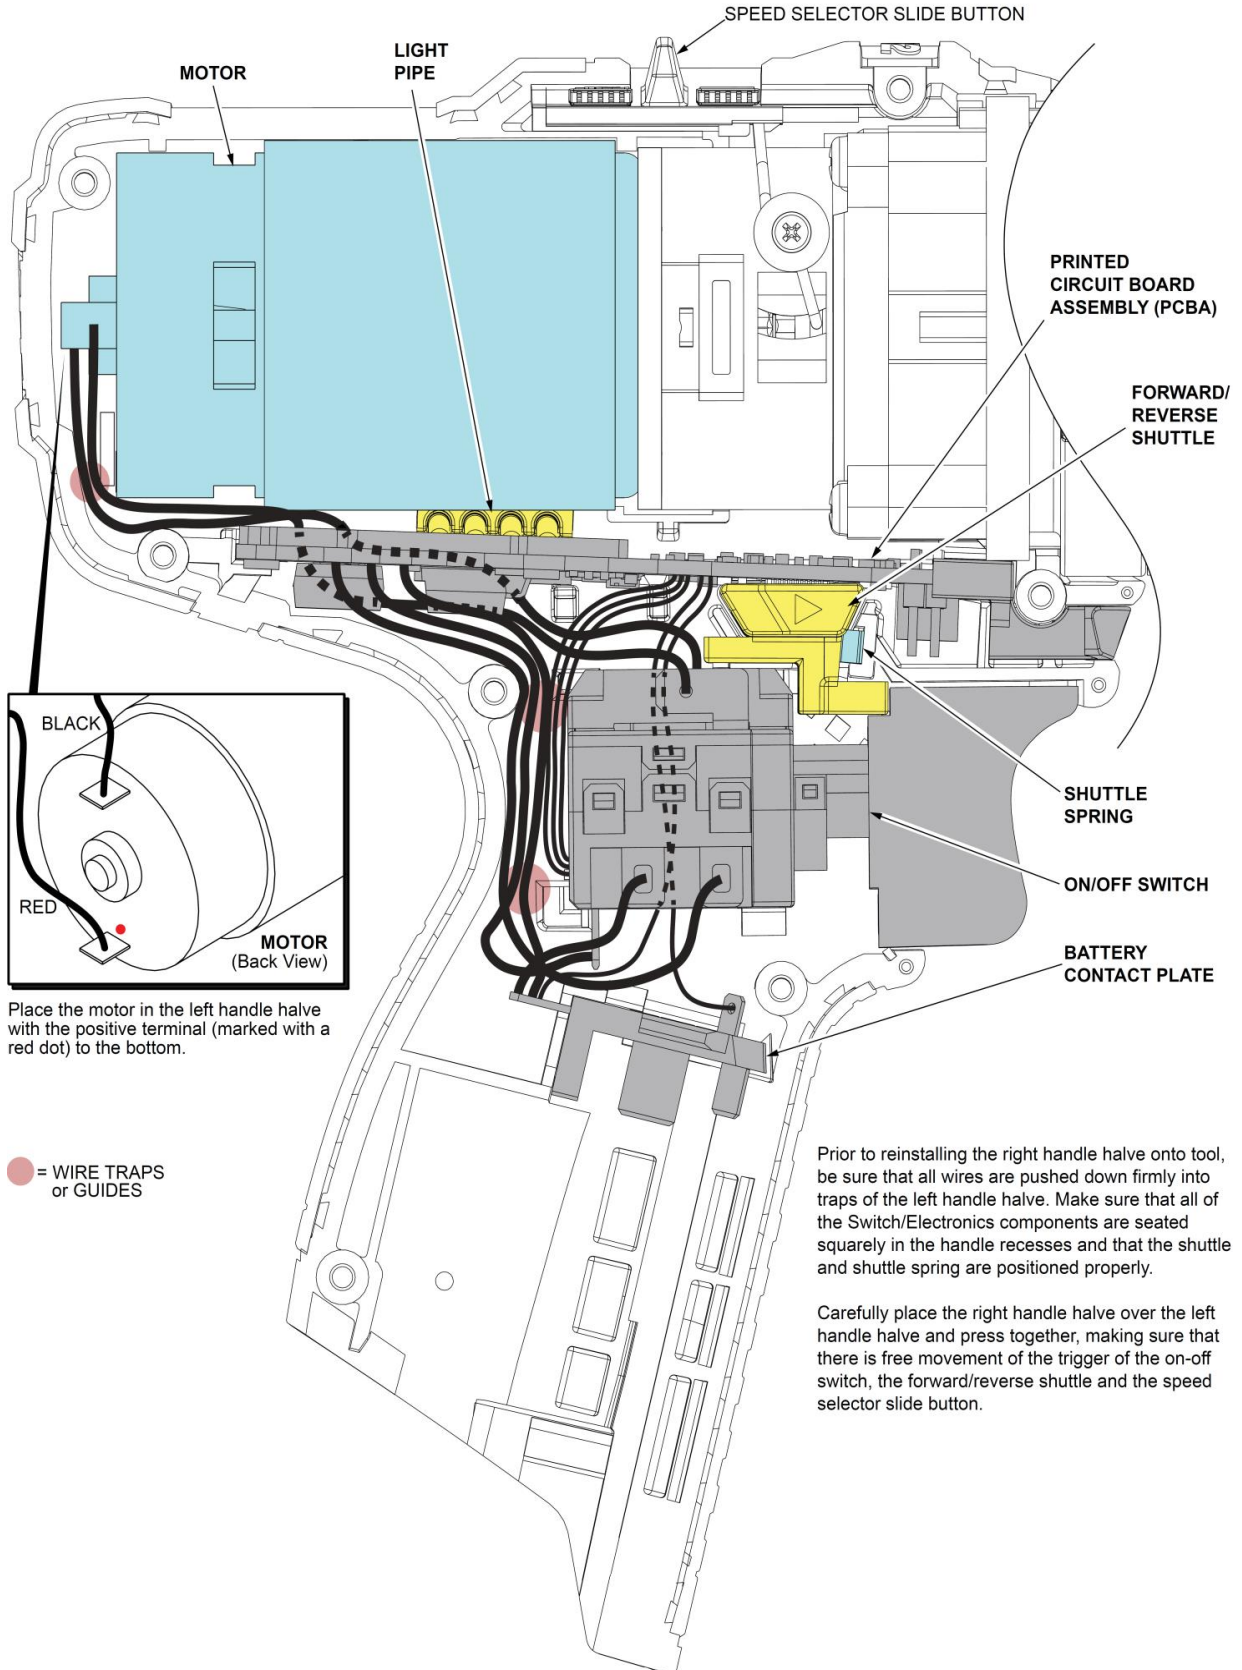 SPEED SELECTOR SLIDE BUTTON
LIGHT
PIPE
MOTOR
PRINTED
CIRCUIT BOARD
ASSEMBLY (PCBA)
FORWARD/
REVERSE
SHUTTLE
BLACK
RED
MOTOR
(Back View)
SHUTTLE
SPRING
ON/OFF SWITCH
BATTERY
CONTACT PLATE
Place the motor in the left handle halve
with the positive terminal (marked with a
red dot) to the bottom.
= WIRE TRAPS
or GUIDES
Prior to reinstalling the right handle halve onto tool,
be sure that all wires are pushed down firmly into
traps of the left handle halve. Make sure that all of
the Switch/Electronics components are seated
squarely in the handle recesses and that the shuttle
and shuttle spring are positioned properly.
Carefully place the right handle halve over the left
handle halve and press together, making sure that
there is free movement of the trigger of the on-off
switch, the forward/reverse shuttle and the speed
selector slide button.